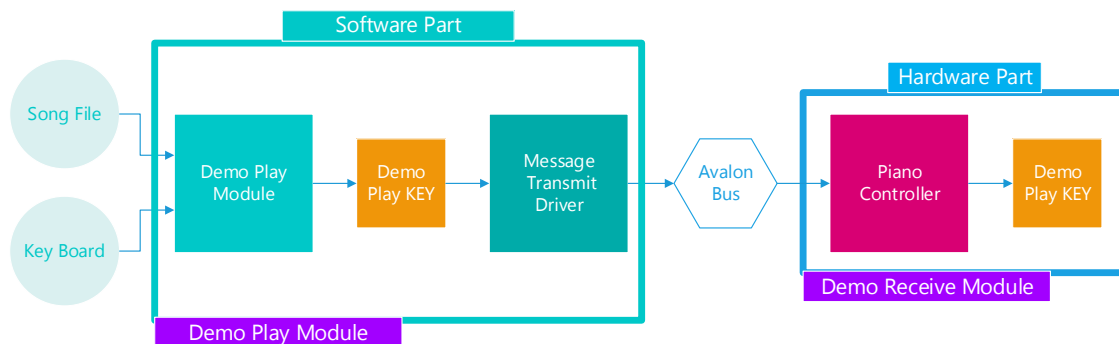 Software Part
Song File
Key Board
Demo Play
Module
Demo
Play KEY
Message
Transmit
Driver
Demo Play Module
Avalon
Bus
Hardware Part
Piano
Controller
Demo
Play KEY
Demo Receive Module